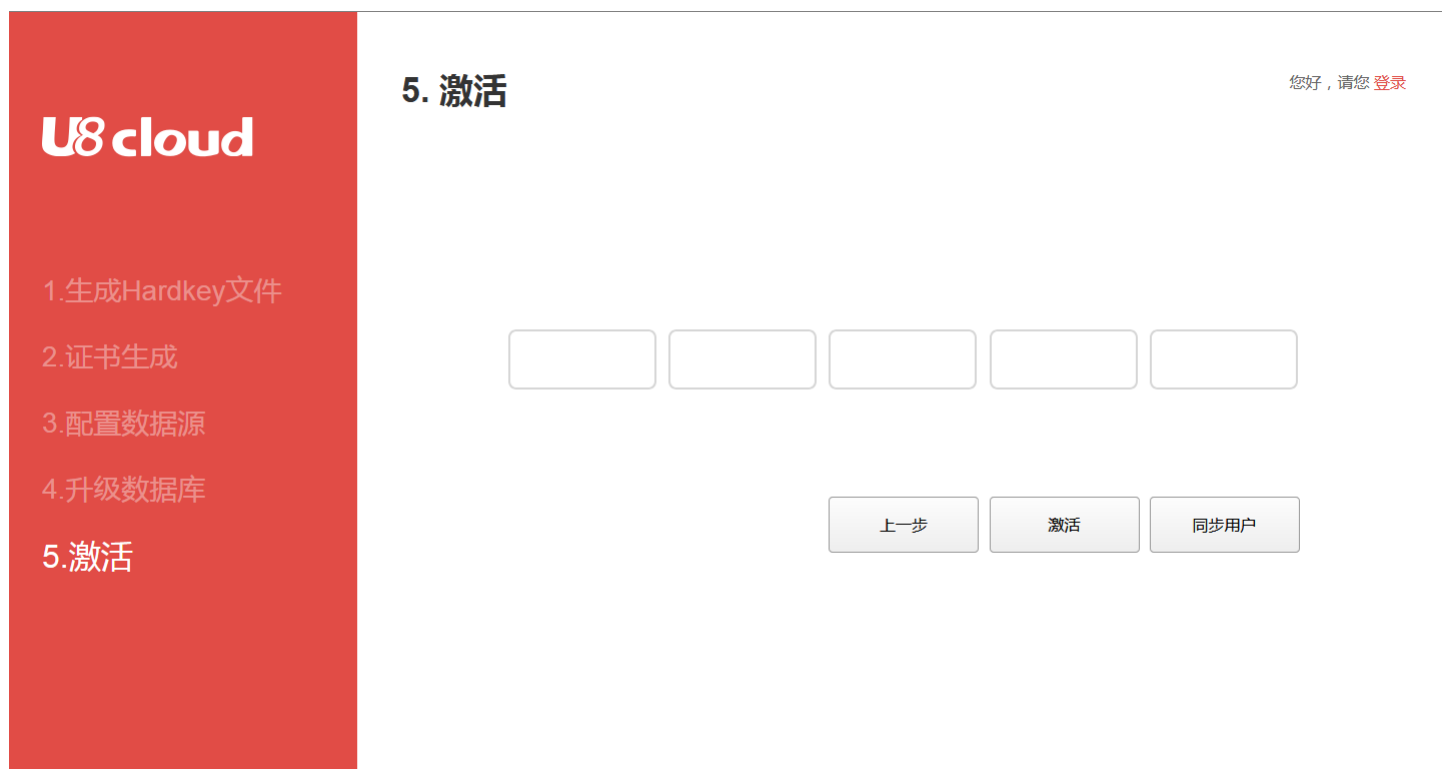 U8 cloud
1.生成Hardkey文件
2.证书生成
3.配置数据源
4.升级数据库
5.激活
5. 激活
您好，请您 登录
上一步
激活
同步用户